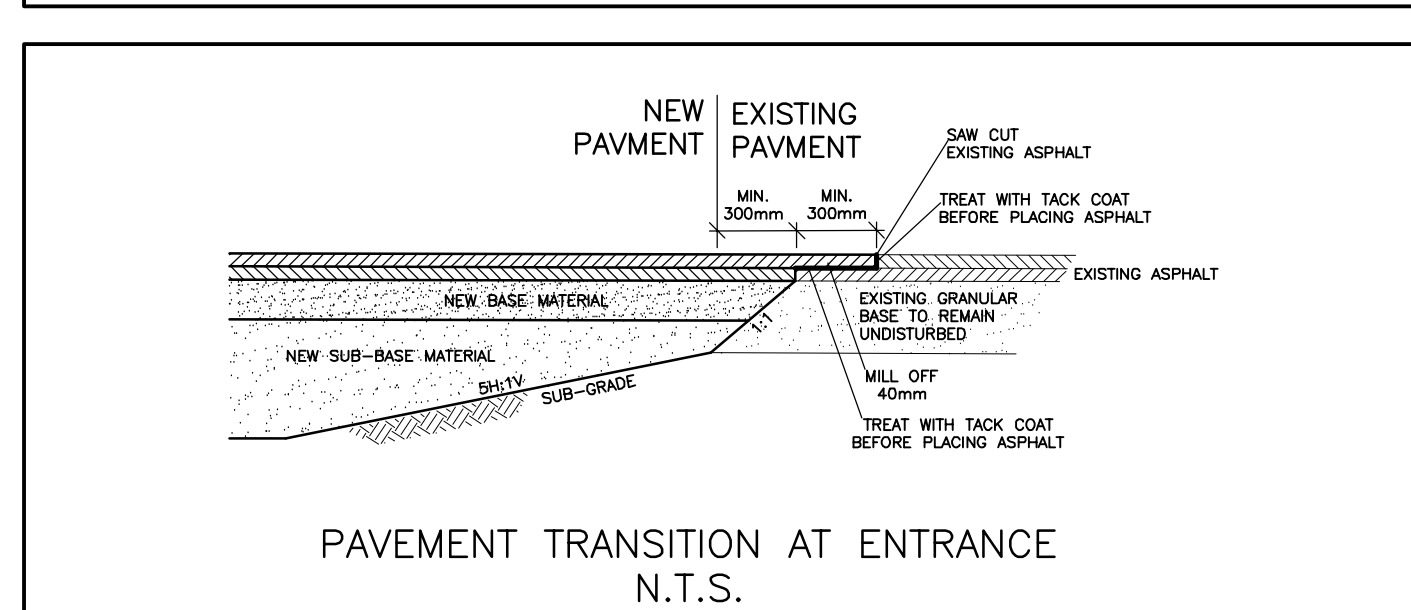 NEW
PAVMENT
EXISTING
PAVMENT
SAW CUT
EXISTING ASPHALT
MIN.
300mm
MIN.
300mm
TREAT WITH TACK COAT
BEFORE PLACING ASPHALT
EXISTING ASPHALT
NEW BASE MATERIAL
EXISTING GRANULAR
BASE TO REMAIN
UNDISTURBED
1:1
NEW SUB-BASE MATERIAL
5H:1V
SUB-GRADE
MILL OFF
40mm
TREAT WITH TACK COAT
BEFORE PLACING ASPHALT
PAVEMENT TRANSITION AT ENTRANCE
N.T.S.